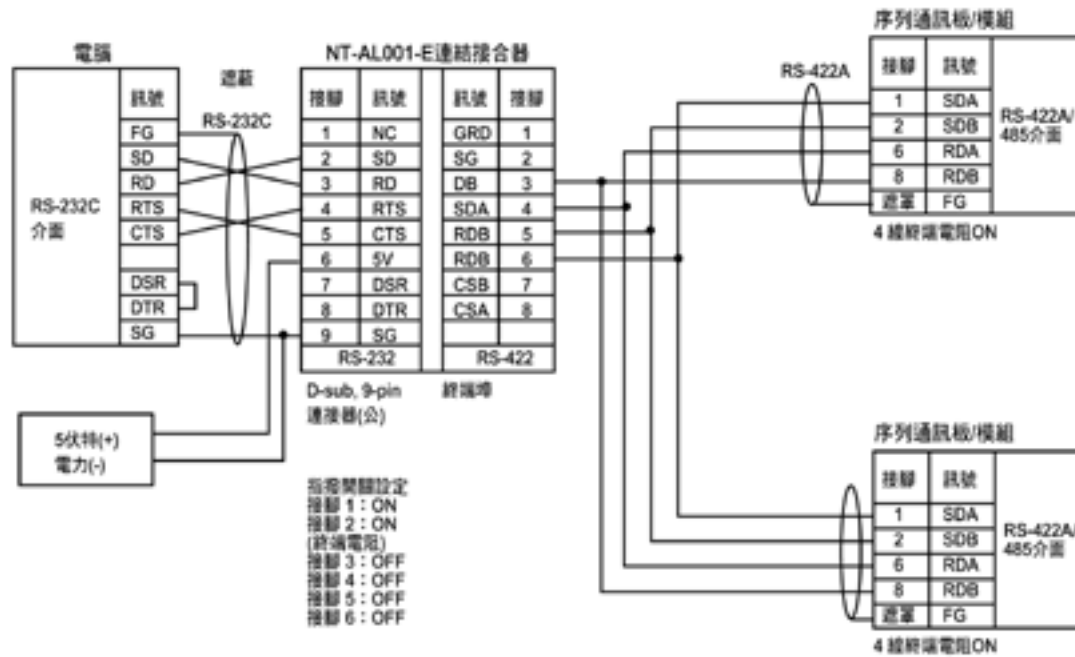 序列通訊板/模組
電腦
NT-AL001-E連結接合器
RS-422A
接腳 訊號
1 SDA
2 SDB
6 RDA
8 RDB
遮罩 FG
RS-422A/
485介面
4 線終端電阻ON
遮蔽
RS-232C
訊號
FG
SD
RD
RTS
CTS
DSR
DTR
SG
RS-232C
介面
接腳 訊號 訊號 接腳
1 NC GRD 1
2 SD SG 2
3 RD DB 3
4 RTS SDA 4
5 CTS RDB 5
6 5V RDB 6
7 DSR CSB 7
8 DTR CSA 8
9 SG
RS-232 RS-422
D-sub, 9-pin 終端埠
連接器(公)
5伏特(+)
電力(-)
指撥開關設定
接腳 1：ON
接腳 2：ON
(終端電阻)
接腳 3：OFF
接腳 4：OFF
接腳 5：OFF
接腳 6：OFF
序列通訊板/模組
接腳 訊號
1 SDA
2 SDB
6 RDA
8 RDB
遮罩 FG
RS-422A/
485介面
4 線終端電阻ON